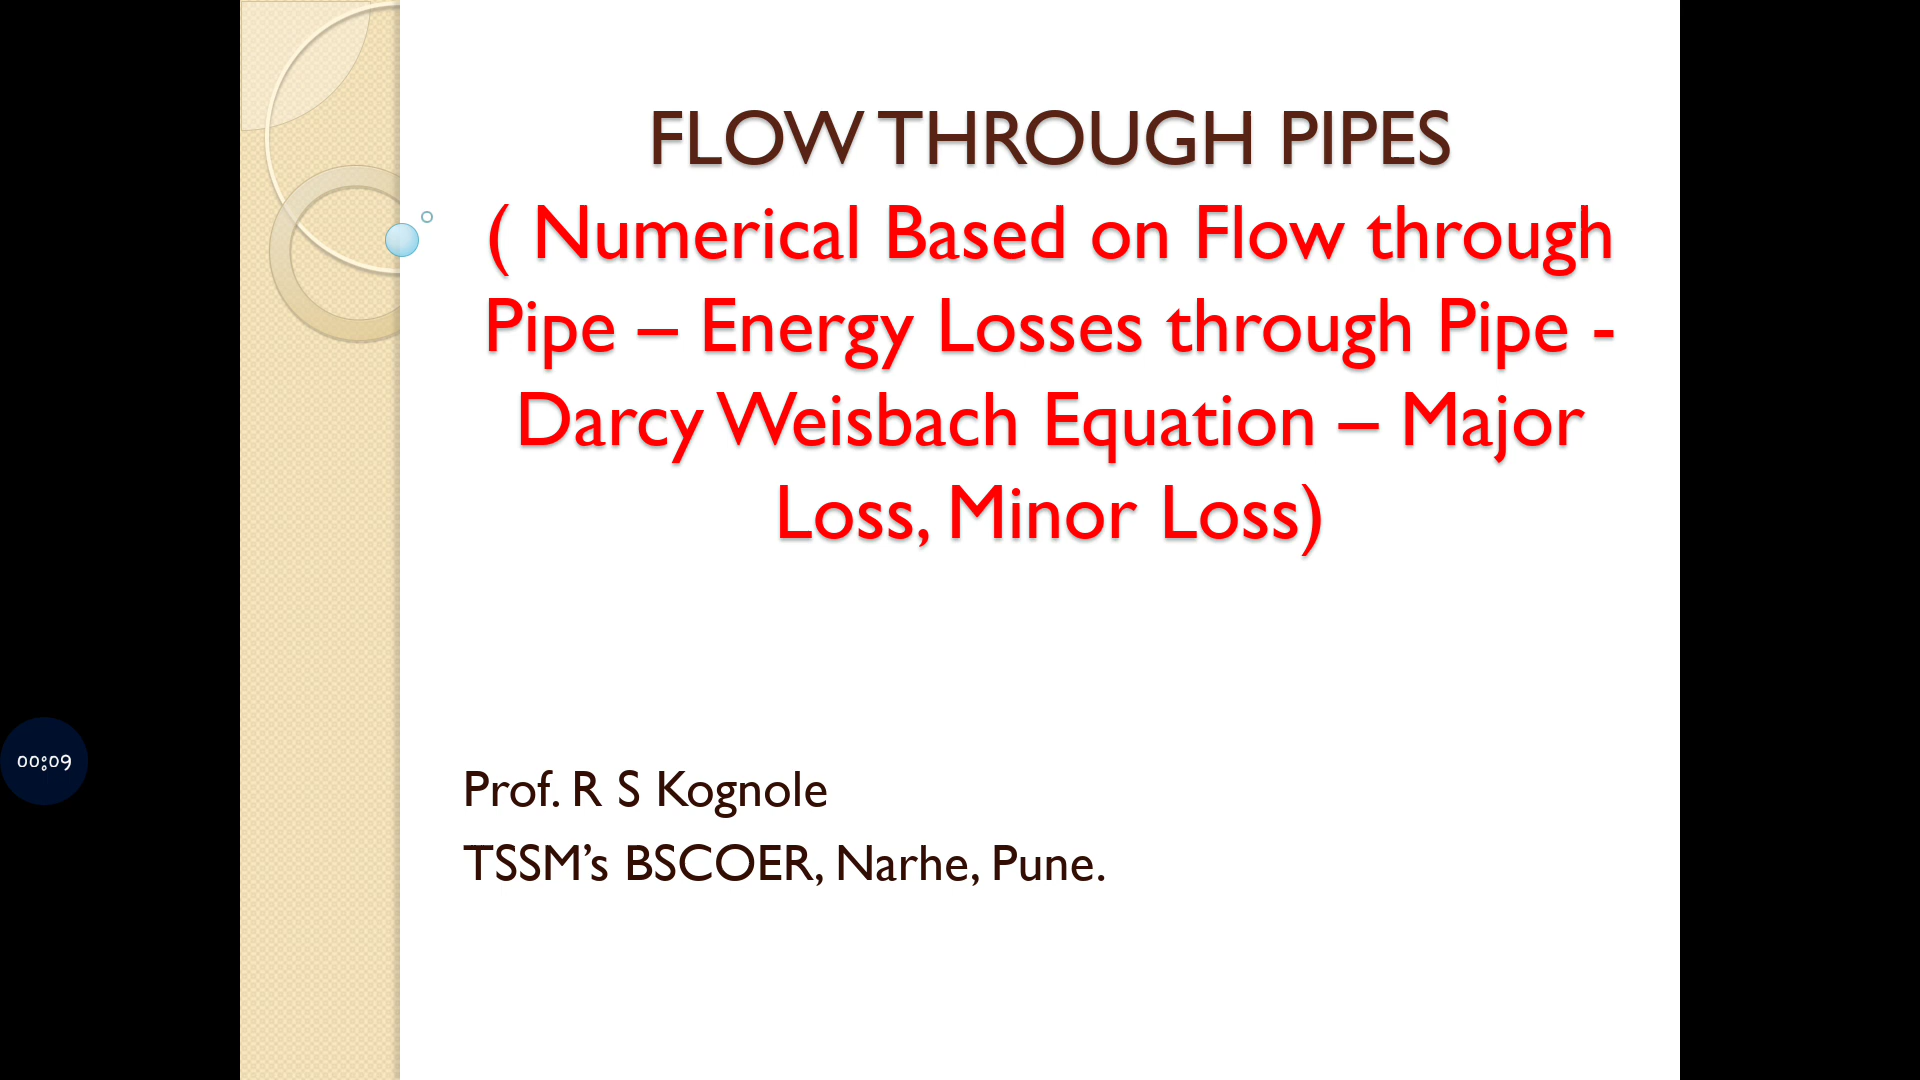 FLOW THROUGH PIPES
( Numerical Based on Flow through
Pipe – Energy Losses through Pipe -
Darcy Weisbach Equation – Major
Loss, Minor Loss)
Prof. R S Kognole
TSSM’s BSCOER, Narhe, Pune.
00:09